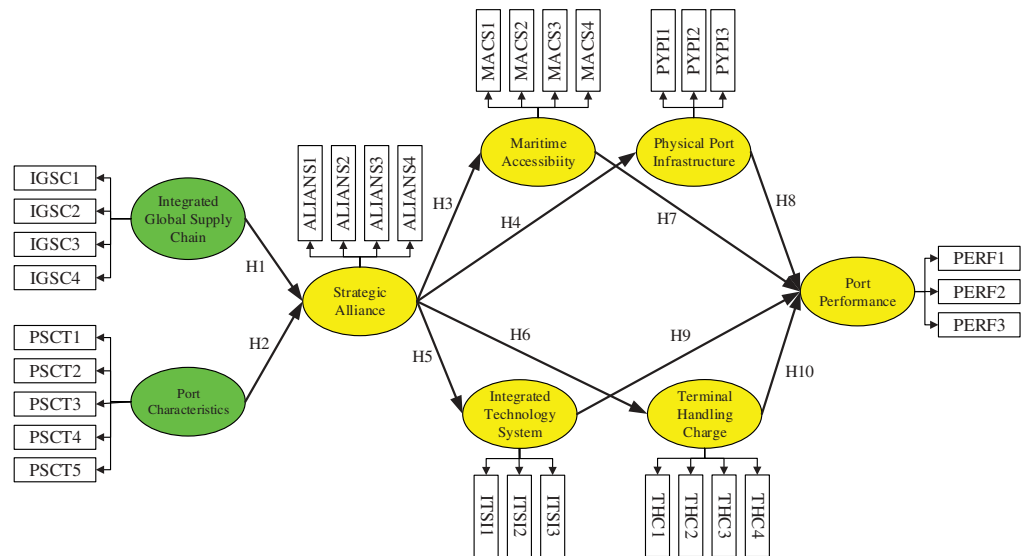 MACS1
MACS2
MACS3
MACS4
PYPI1
PYPI2
PYPI3
Maritime
Accessibiity
Physical Port
Infrastructure
ALIANS1
ALIANS2
ALIANS3
ALIANS4
IGSC1
IGSC2
IGSC3
IGSC4
Integrated
Global Supply
Chain
H1
H3
H4
H7
H8
Strategic
Alliance
Port
Performance
PERF1
PERF2
PERF3
PSCT1
PSCT2
PSCT3
PSCT4
PSCT5
Port
Characteristics
H2
H5
H6
H9
H10
Integrated
Technology
System
Terminal
Handling
Charge
ITSI1
ITSI2
ITSI3
THC1
THC2
THC3
THC4